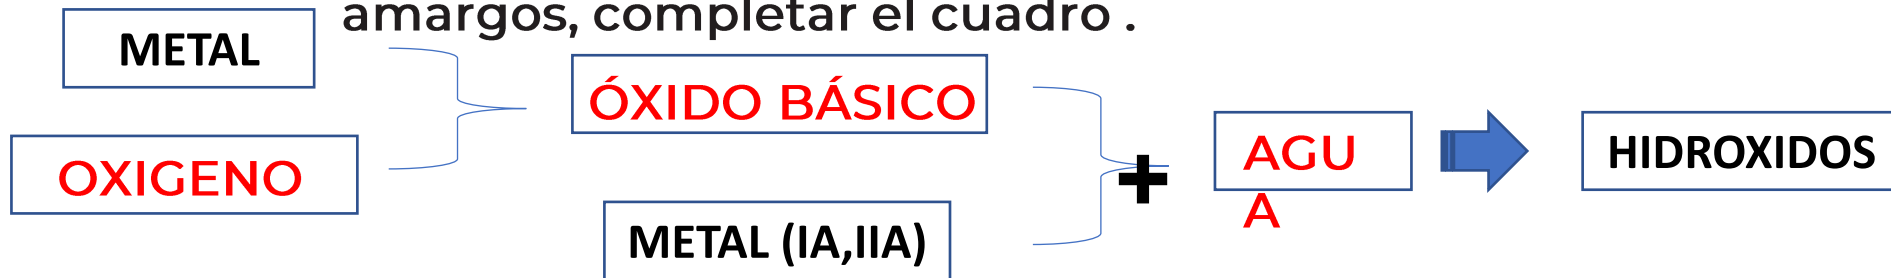 amargos, completar el cuadro .
METAL
OXIGENO
ÓXIDO BÁSICO
METAL (IA,IIA)
+
AGU
A
HIDROXIDOS